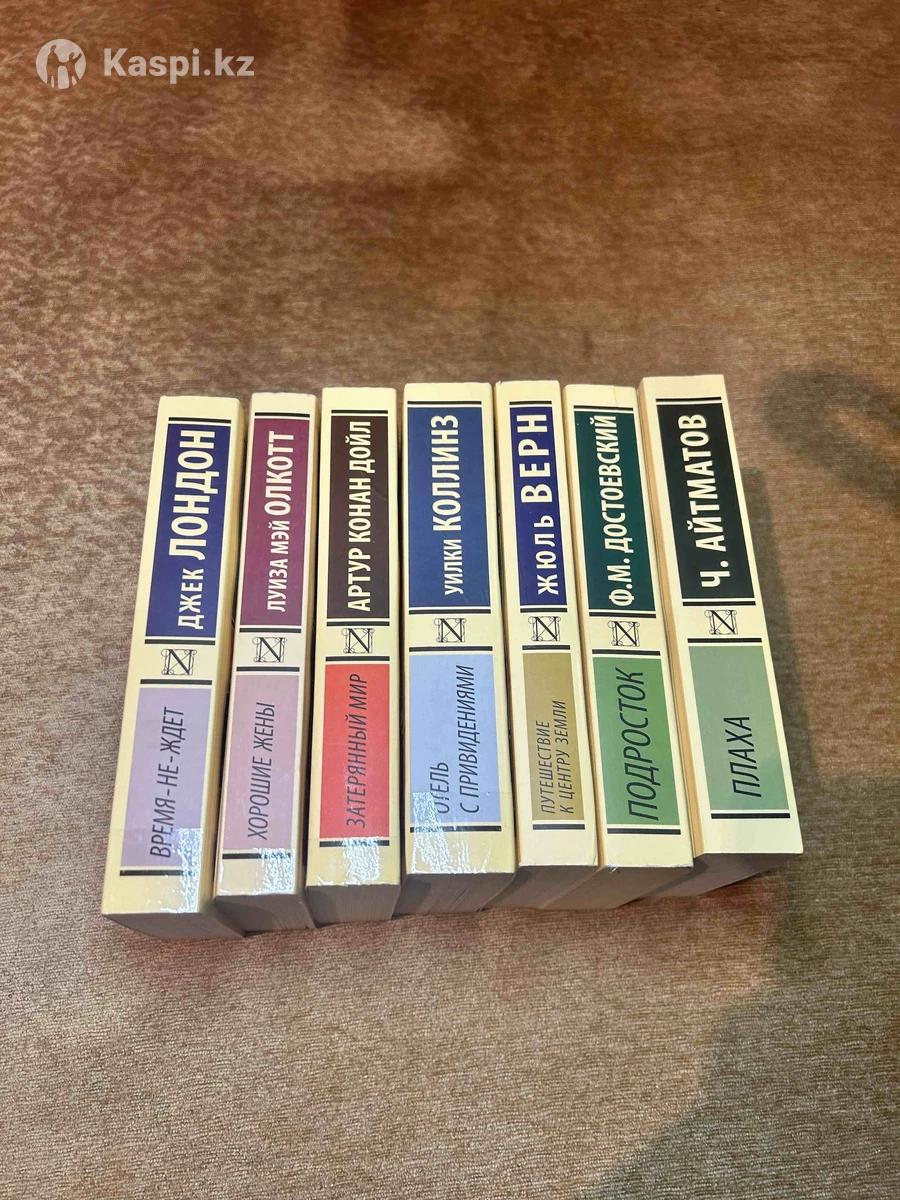 Kaspi.kz
ДЖЕК ЛОНДОН
ВРЕМЯ-НЕ-ЖДЕТ
ЛУИЗА МЭЙ ОЛКОТТ
ХОРОШИЕ ЖЕНЫ
АРТУР КОНАН ДОЙЛ
ЗАТЕРЯННЫЙ МИР
УИЛКИ КОЛЛИНЗ
ОТЕЛЬ
С ПРИВИДЕНИЯМИ
ЖЮЛЬ ВЕРН
ПУТЕШЕСТВИЕ
К ЦЕНТРУ ЗЕМЛИ
Ф.М. ДОСТОЕВСКИЙ
ПОДРОСТОК
Ч. АЙТМАТОВ
ПЛАХА